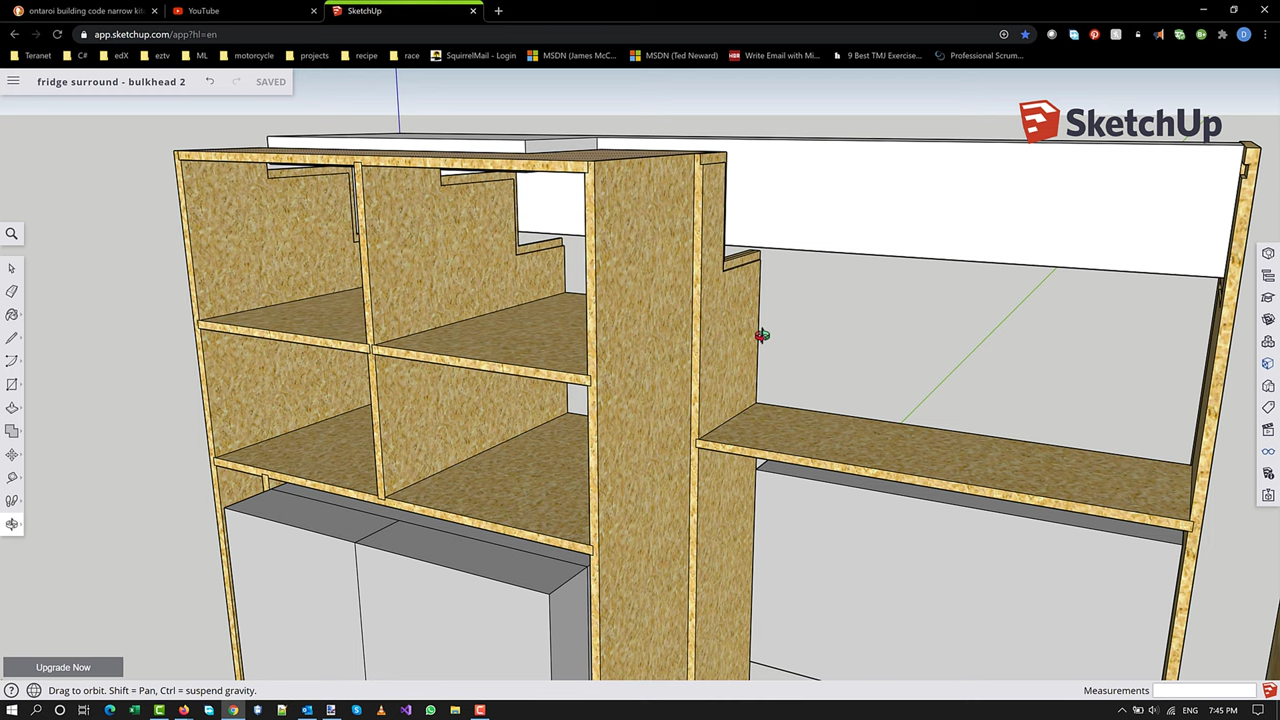 ontaroi building code narrow kit
YouTube
SketchUp
app.sketchup.com/app?hl=en
D
Teranet
C#
edX
eztv
ML
motorcycle
projects
recipe
race
SquirrelMail - Login
MSDN (James McC...
MSDN (Ted Neward)
Write Email with Mi...
9 Best TMJ Exercise...
Professional Scrum...
fridge surround - bulkhead 2
SAVED
SketchUp
Upgrade Now
Drag to orbit. Shift = Pan, Ctrl = suspend gravity.
Measurements
ENG
7:45 PM